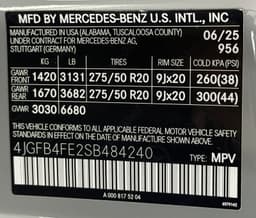 MFG BY MERCEDES-BENZ U.S. INTL., INC
MANUFACTURED IN USA (ALABAMA, TUSCALOOSA COUNTY) 06/25
UNDER CONTRACT FOR MERCEDES-BENZ AG, 956
STUTTGART (GERMANY)
KG LB TIRES RIM SIZE COLD KPA(PSI)
GAWR FRONT 1420 3131 275/50 R20 9Jx20 260(38)
GAWR REAR 1670 3682 275/50 R20 9Jx20 300(44)
GVWR 3030 6680
THIS VEHICLE CONFORMS TO ALL APPLICABLE FEDERAL MOTOR VEHICLE SAFETY
STANDARDS IN EFFECT ON THE DATE OF MANUFACTURE SHOWN ABOVE.
4JGFB4FE2SB484240 TYPE: MPV
A 000 817 52 04